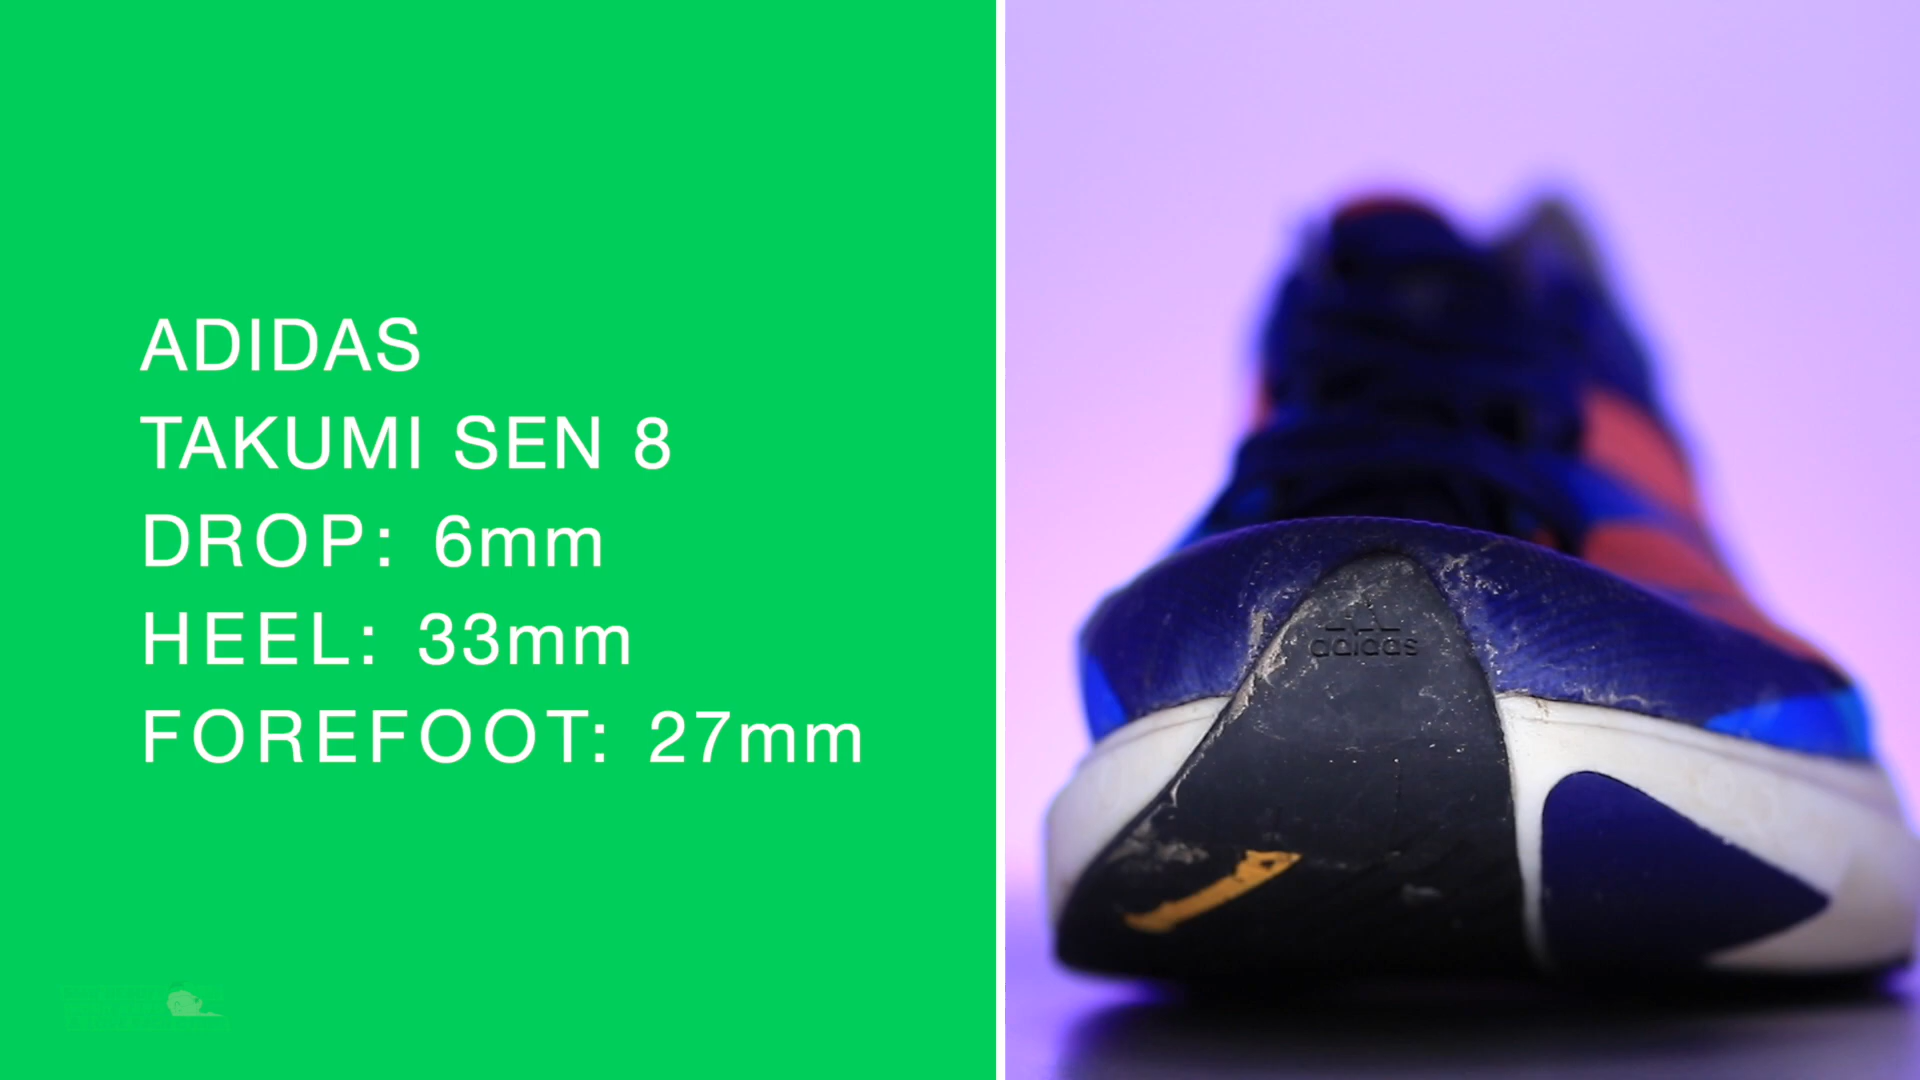 ADIDAS
TAKUMI SEN 8
DROP: 6mm
HEEL: 33mm
FOREFOOT: 27mm
adidas